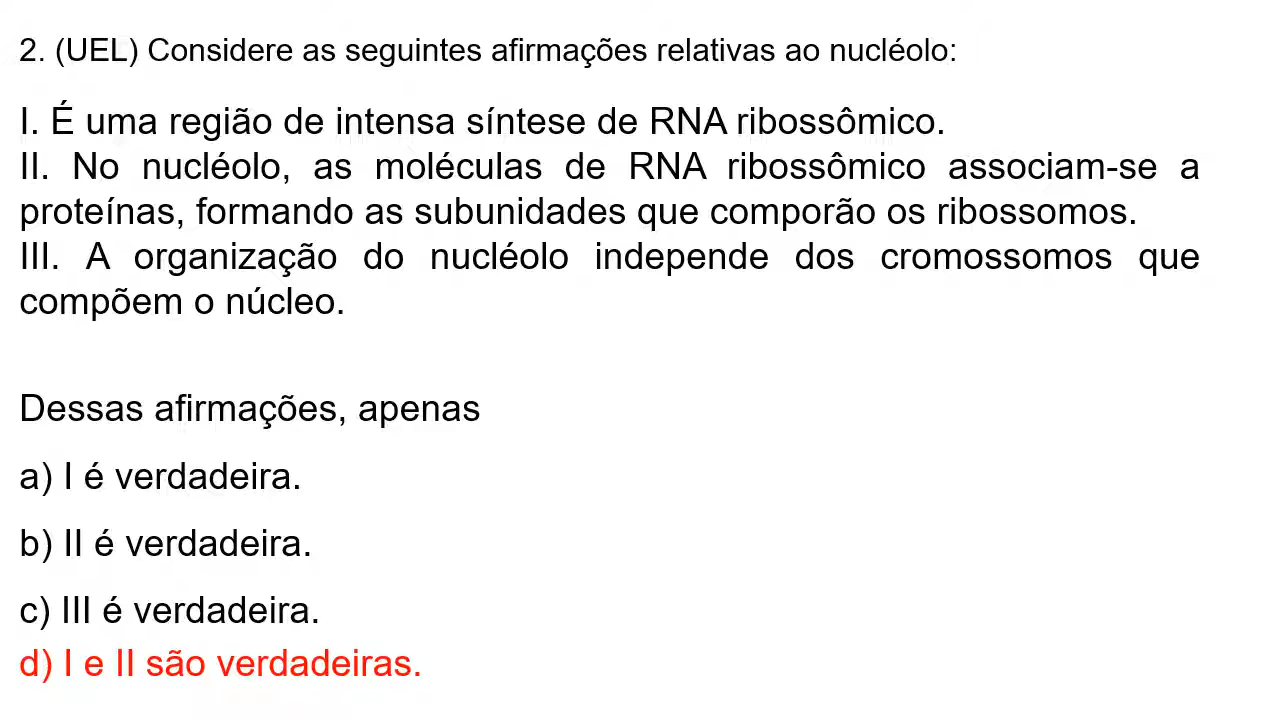 2. (UEL) Considere as seguintes afirmações relativas ao nucléolo:
I. É uma região de intensa síntese de RNA ribossômico.
II. No nucléolo, as moléculas de RNA ribossômico associam-se a
proteínas, formando as subunidades que comporão os ribossomos.
III. A organização do nucléolo independe dos cromossomos que
compõem o núcleo.
Dessas afirmações, apenas
a) I é verdadeira.
b) II é verdadeira.
c) III é verdadeira.
d) I e II são verdadeiras.